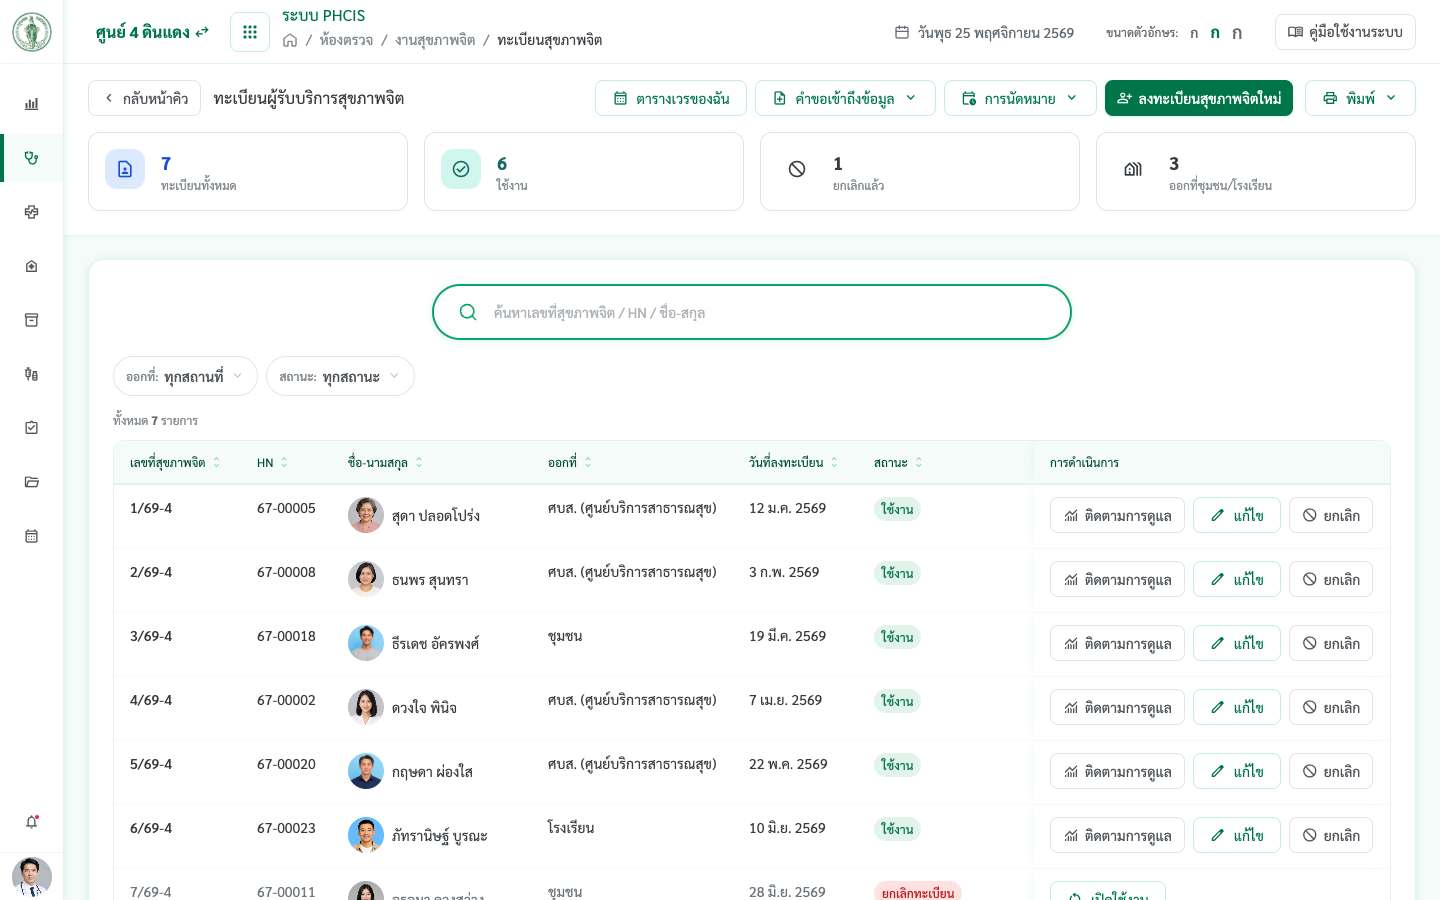 ศูนย์ 4 ดินแดง
ระบบ PHCIS
/ ห้องตรวจ / งานสุขภาพจิต / ทะเบียนสุขภาพจิต
วันพุธ 25 พฤศจิกายน 2569
ขนาดตัวอักษร: ก ก ก
คู่มือใช้งานระบบ
กลับหน้าคิว
ทะเบียนผู้รับบริการสุขภาพจิต
ตารางเวรของฉัน
คำขอเข้าถึงข้อมูล
การนัดหมาย
ลงทะเบียนสุขภาพจิตใหม่
พิมพ์
7
ทะเบียนทั้งหมด
6
ใช้งาน
1
ยกเลิกแล้ว
3
ออกที่ชุมชน/โรงเรียน
ค้นหาเลขที่สุขภาพจิต / HN / ชื่อ-สกุล
ออกที่: ทุกสถานที่
สถานะ: ทุกสถานะ
ทั้งหมด 7 รายการ
เลขที่สุขภาพจิต HN ชื่อ-นามสกุล ออกที่ วันที่ลงทะเบียน สถานะ การดำเนินการ
1/69-4 67-00005 สุดา ปลอดโปร่ง ศบส. (ศูนย์บริการสาธารณสุข) 12 ม.ค. 2569 ใช้งาน ติดตามการดูแล แก้ไข ยกเลิก
2/69-4 67-00008 ธนพร สุนทรา ศบส. (ศูนย์บริการสาธารณสุข) 3 ก.พ. 2569 ใช้งาน ติดตามการดูแล แก้ไข ยกเลิก
3/69-4 67-00018 ธีรเดช อัครพงศ์ ชุมชน 19 มี.ค. 2569 ใช้งาน ติดตามการดูแล แก้ไข ยกเลิก
4/69-4 67-00002 ดวงใจ พินิจ ศบส. (ศูนย์บริการสาธารณสุข) 7 เม.ย. 2569 ใช้งาน ติดตามการดูแล แก้ไข ยกเลิก
5/69-4 67-00020 กฤษดา ผ่องใส ศบส. (ศูนย์บริการสาธารณสุข) 22 พ.ค. 2569 ใช้งาน ติดตามการดูแล แก้ไข ยกเลิก
6/69-4 67-00023 ภัทรานิษฐ์ บูรณะ โรงเรียน 10 มิ.ย. 2569 ใช้งาน ติดตามการดูแล แก้ไข ยกเลิก
7/69-4 67-00011 ชุมชน 28 มิ.ย. 2569 ยกเลิกทะเบียน เปิดใช้งาน